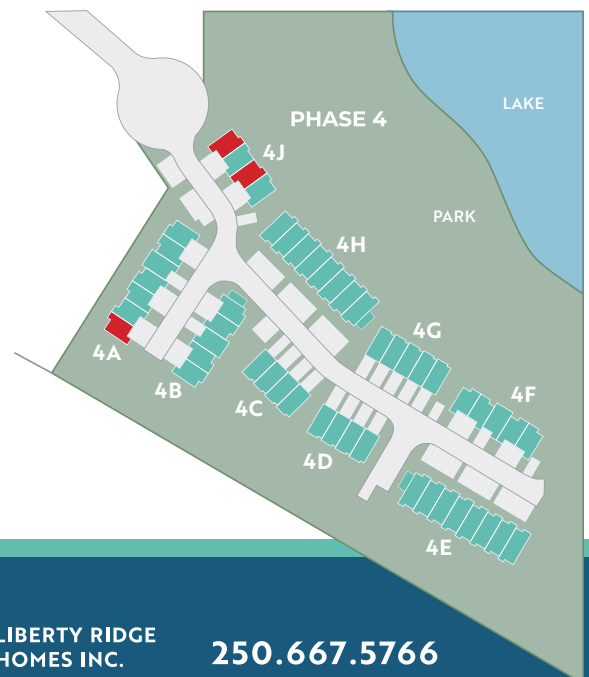 LAKE
PHASE 4
4J
PARK
4H
4A
4G
4B
4F
4C
4D
4E
LIBERTY RIDGE
HOMES INC.
250.667.5766